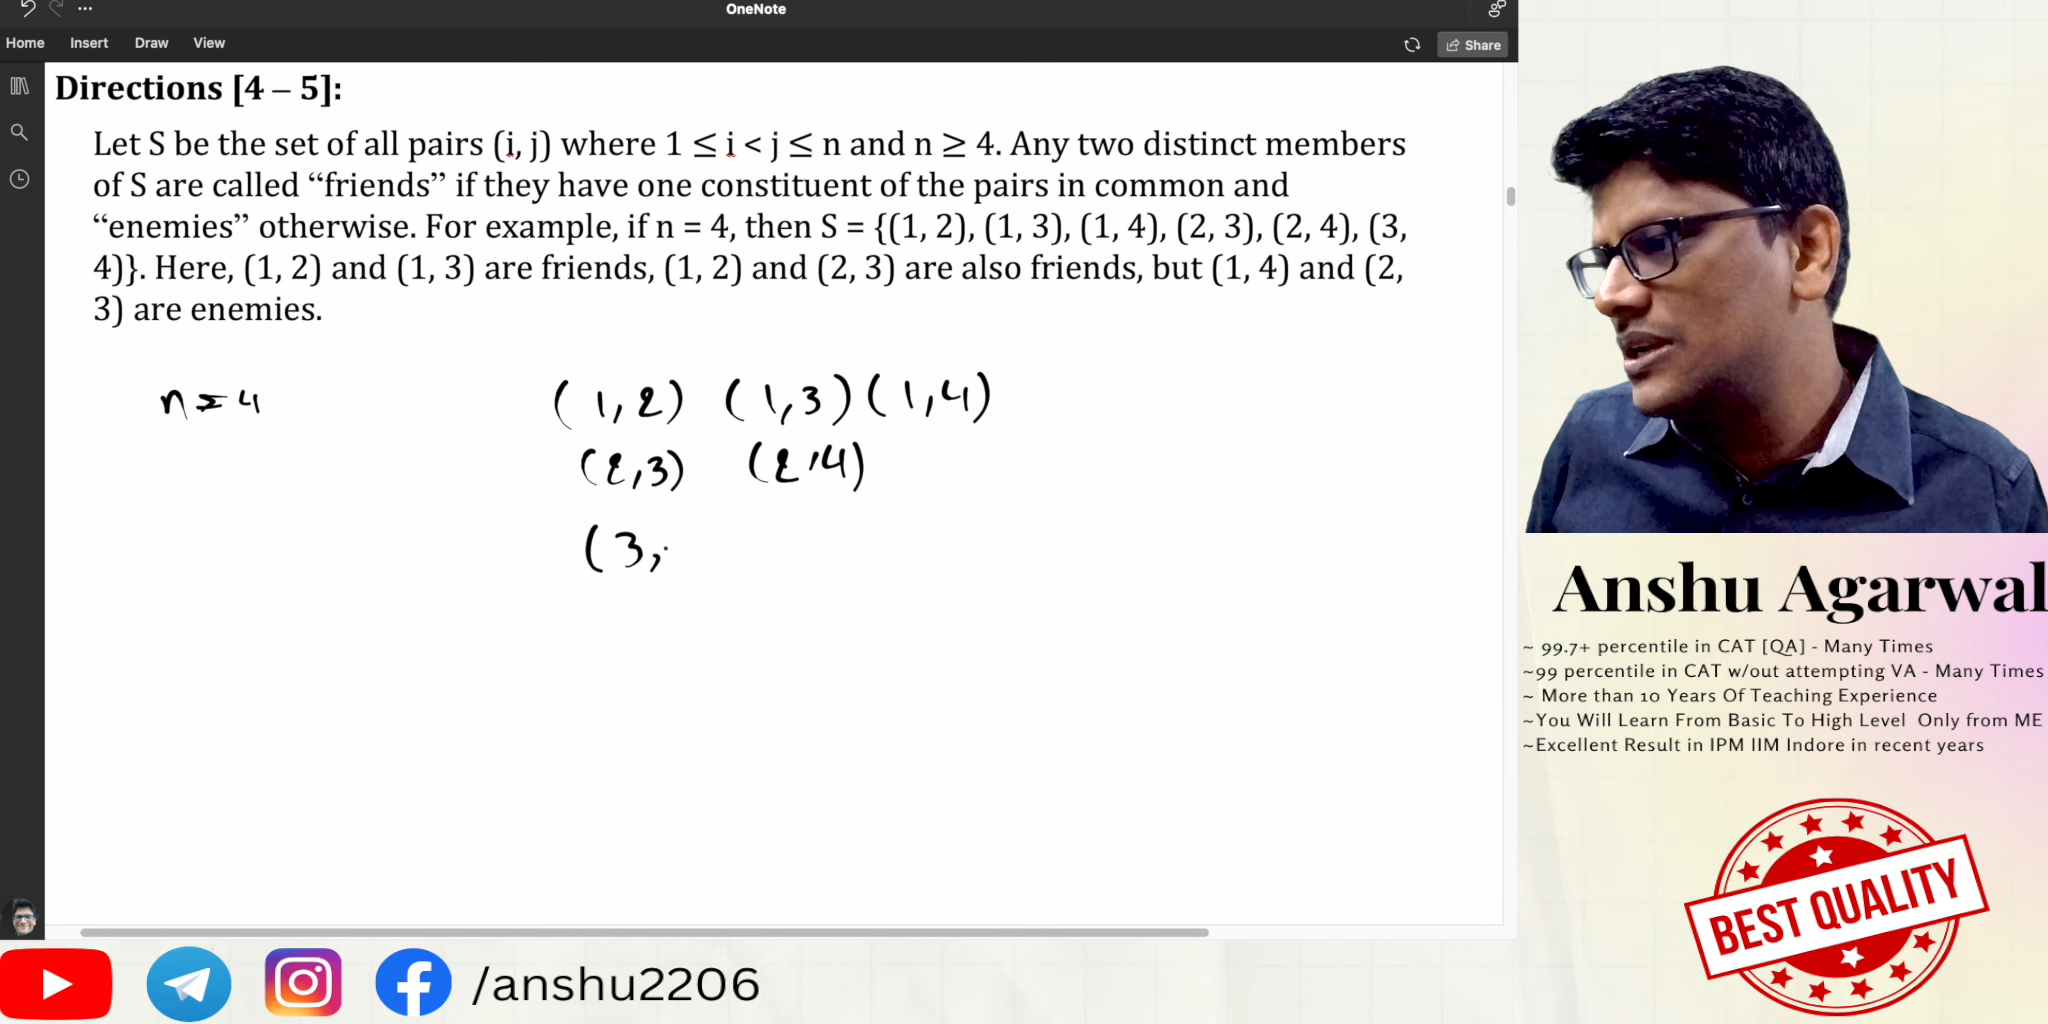 OneNote
Home Insert Draw View
Share
Directions [4 – 5]:
Let S be the set of all pairs (i, j) where 1 ≤ i < j ≤ n and n ≥ 4. Any two distinct members
of S are called “friends” if they have one constituent of the pairs in common and
“enemies” otherwise. For example, if n = 4, then S = {(1, 2), (1, 3), (1, 4), (2, 3), (2, 4), (3,
4)}. Here, (1, 2) and (1, 3) are friends, (1, 2) and (2, 3) are also friends, but (1, 4) and (2,
3) are enemies.
n = 4
(1,2) (1,3) (1,4)
(2,3) (2,4)
(3,
Anshu Agarwal
~ 99.7+ percentile in CAT [QA] - Many Times
~99 percentile in CAT w/out attempting VA - Many Times
~ More than 10 Years Of Teaching Experience
~You Will Learn From Basic To High Level Only from ME
~Excellent Result in IPM IIM Indore in recent years
BEST QUALITY
/anshu2206